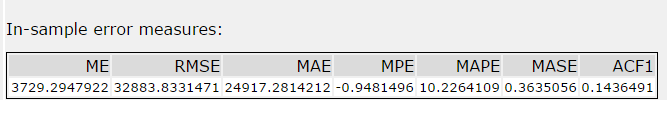 In-sample error measures:
ME RMSE MAE MPE MAPE MASE ACF1
3729.2947922 32883.8331471 24917.2814212 -0.9481496 10.2264109 0.3635056 0.1436491